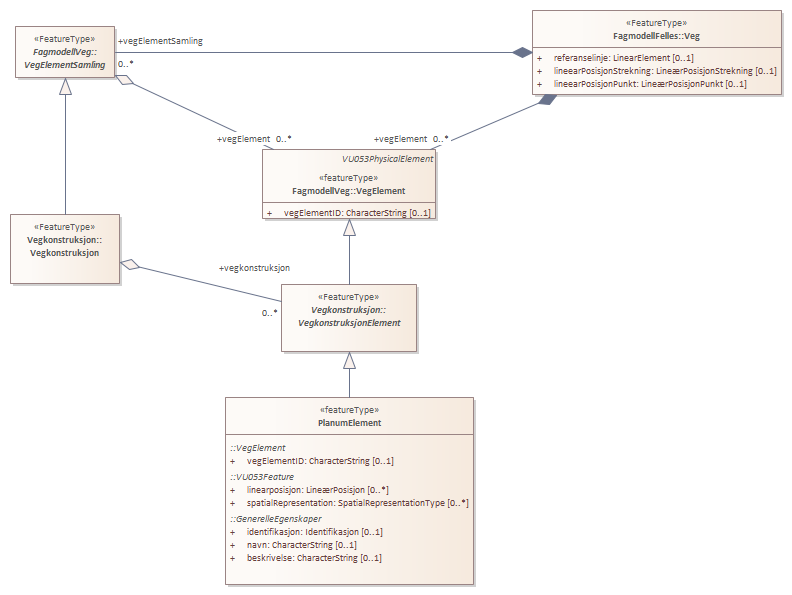 «FeatureType»
FagmodellVeg::
VegElementSamling
+vegElementSamling
0..*
«FeatureType»
FagmodellFelles::Veg
+ referanselinje: LinearElement [0..1]
+ lineærPosisjonStrekning: LineærPosisjonStrekning [0..1]
+ lineærPosisjonPunkt: LineærPosisjonPunkt [0..1]
+vegElement 0..*
+vegElement 0..*
VU053PhysicalElement
«featureType»
FagmodellVeg::VegElement
+ vegElementID: CharacterString [0..1]
«FeatureType»
Vegkonstruksjon::
Vegkonstruksjon
+vegkonstruksjon
0..*
«FeatureType»
Vegkonstruksjon::
VegkonstruksjonElement
«featureType»
PlanumElement
::VegElement
+ vegElementID: CharacterString [0..1]
::VU053Feature
+ linearposisjon: LineærPosisjon [0..*]
+ spatialRepresentation: SpatialRepresentationType [0..*]
::GenerelleEgenskaper
+ identifikasjon: Identifikasjon [0..1]
+ navn: CharacterString [0..1]
+ beskrivelse: CharacterString [0..1]